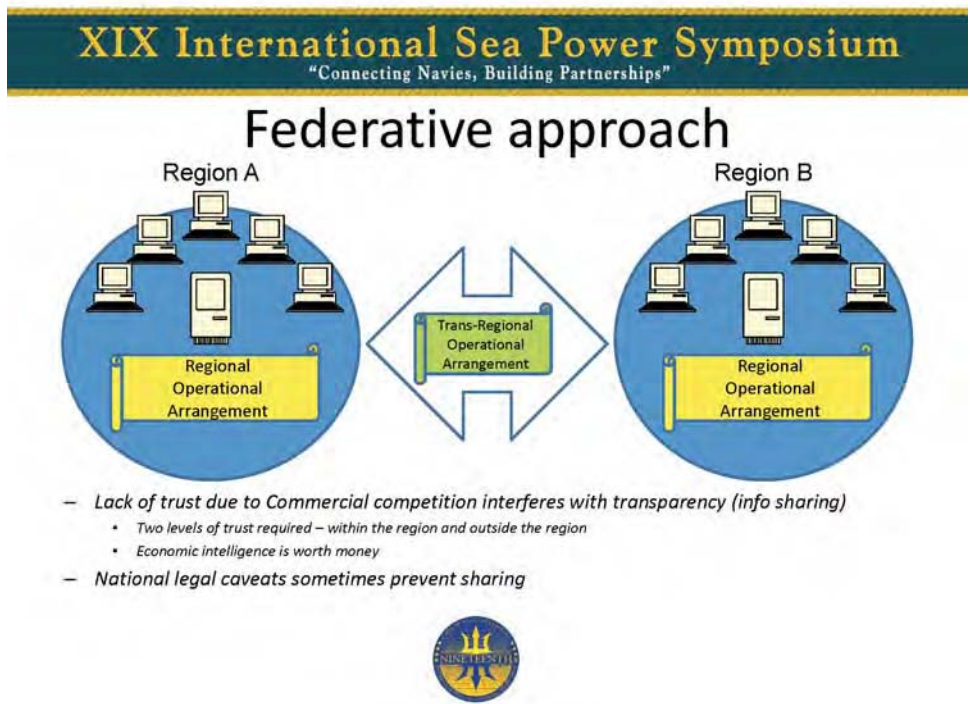 XIX International Sea Power Symposium
"Connecting Navies, Building Partnerships"
Federative approach
Region A
Region B
Trans-Regional
Operational
Arrangement
Regional
Operational
Arrangement
Regional
Operational
Arrangement
– Lack of trust due to Commercial competition interferes with transparency (info sharing)
• Two levels of trust required – within the region and outside the region
• Economic intelligence is worth money
– National legal caveats sometimes prevent sharing
NINETEENTH